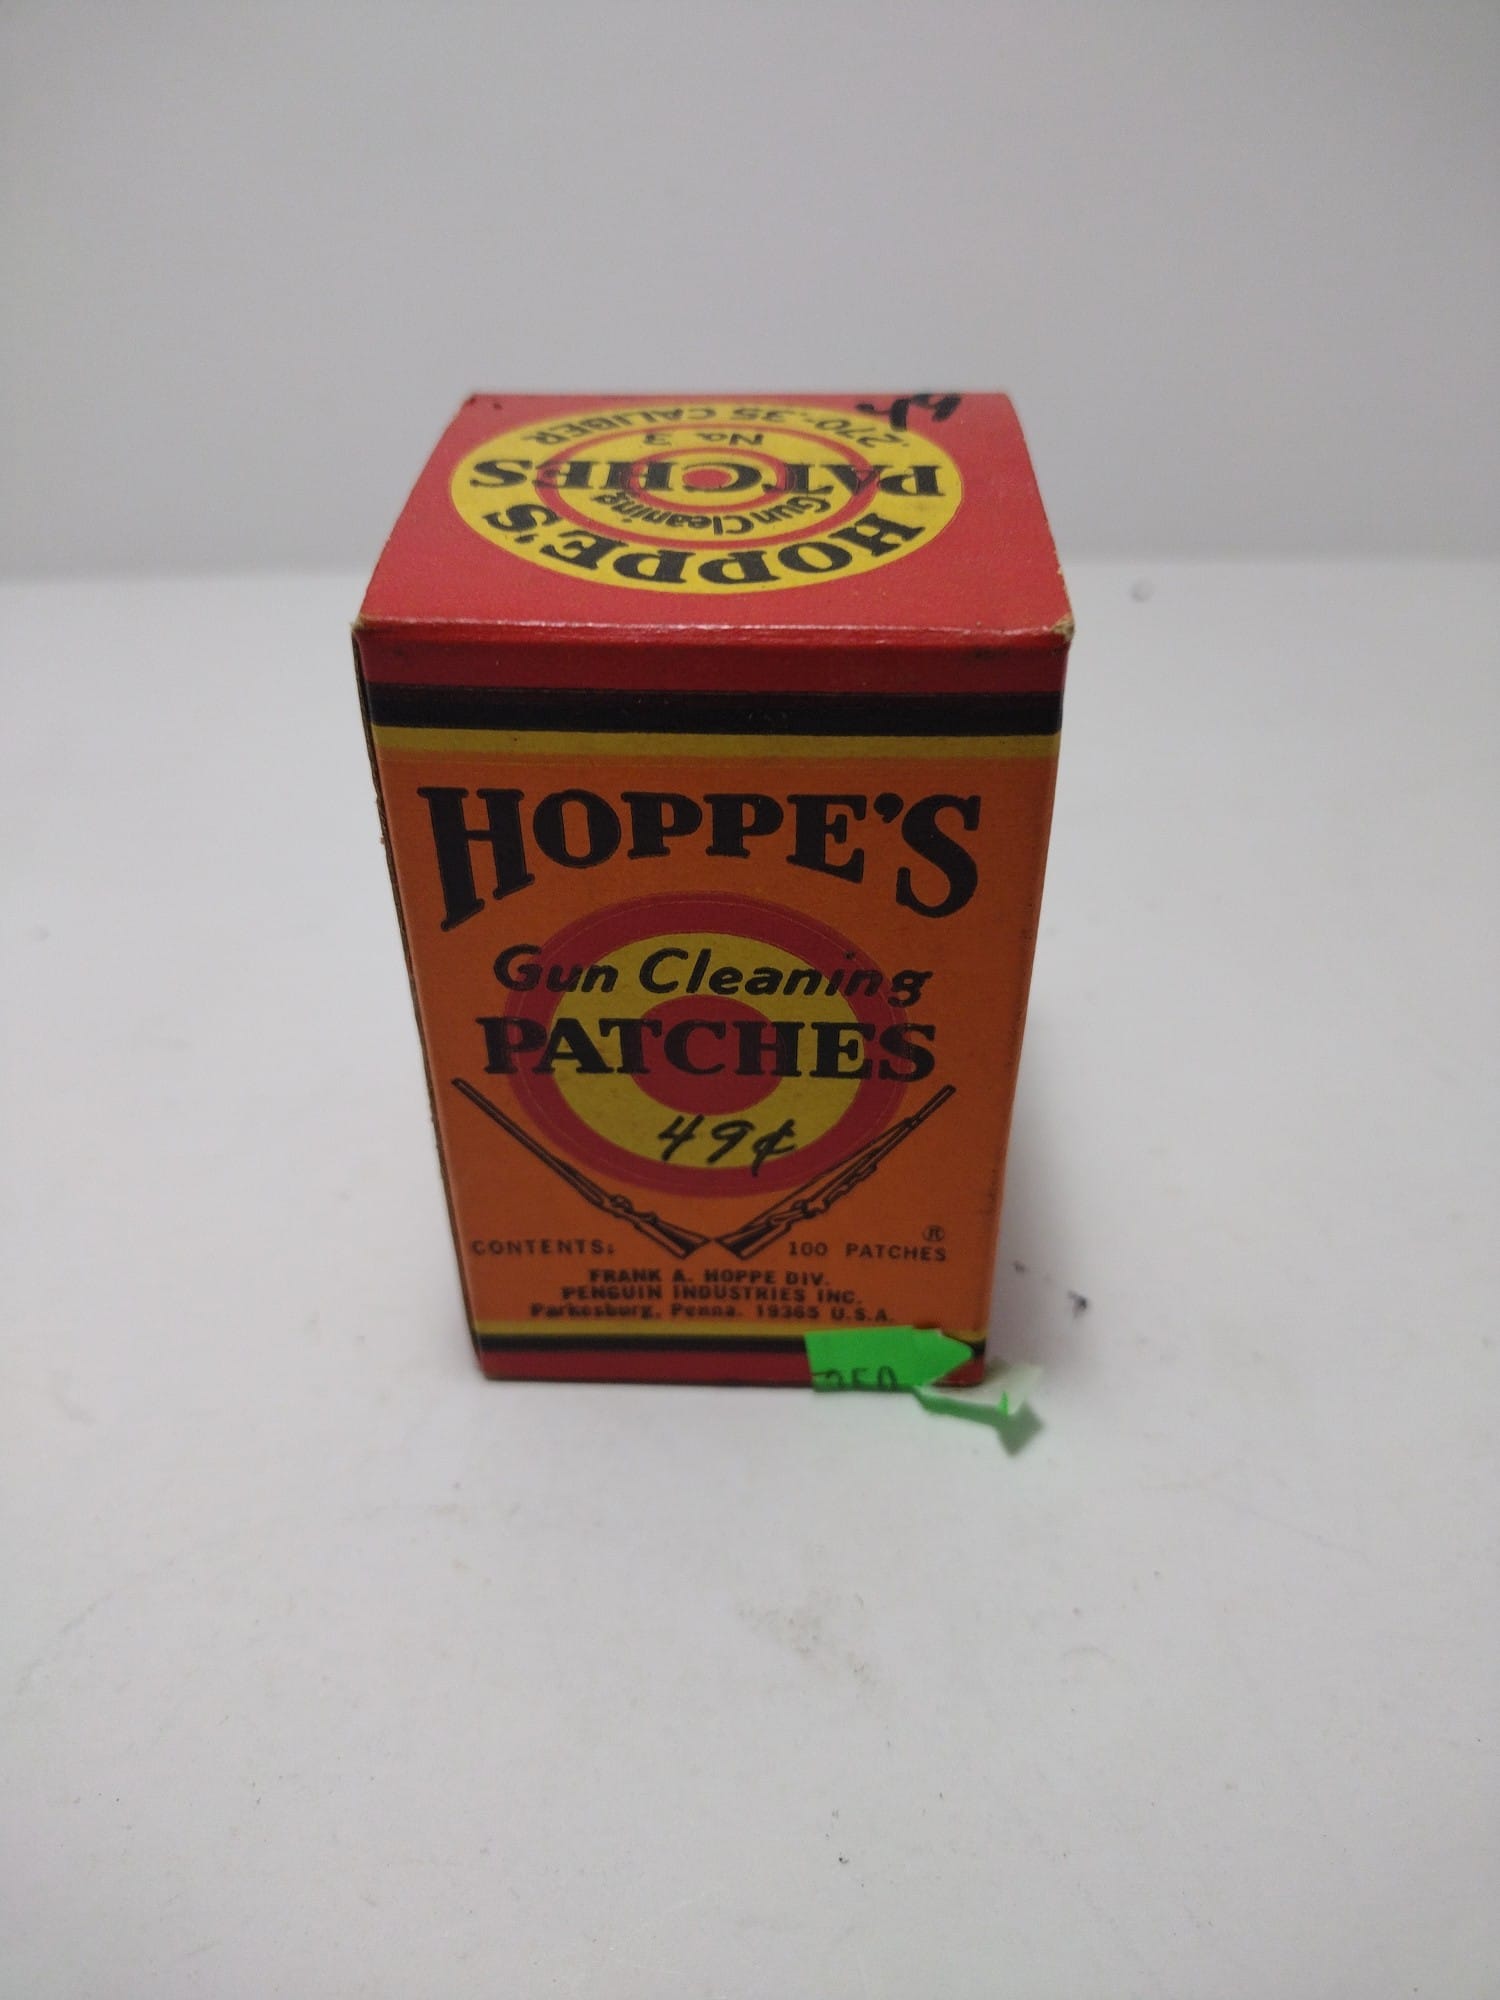 HOPPE'S
Gun Cleaning
PATCHES
No. 3
.270-.35 CALIBER
HOPPE'S
Gun Cleaning
PATCHES
49¢
®
CONTENTS: 100 PATCHES
FRANK A. HOPPE DIV.
PENGUIN INDUSTRIES INC.
Parkesburg, Penna. 19365 U.S.A.